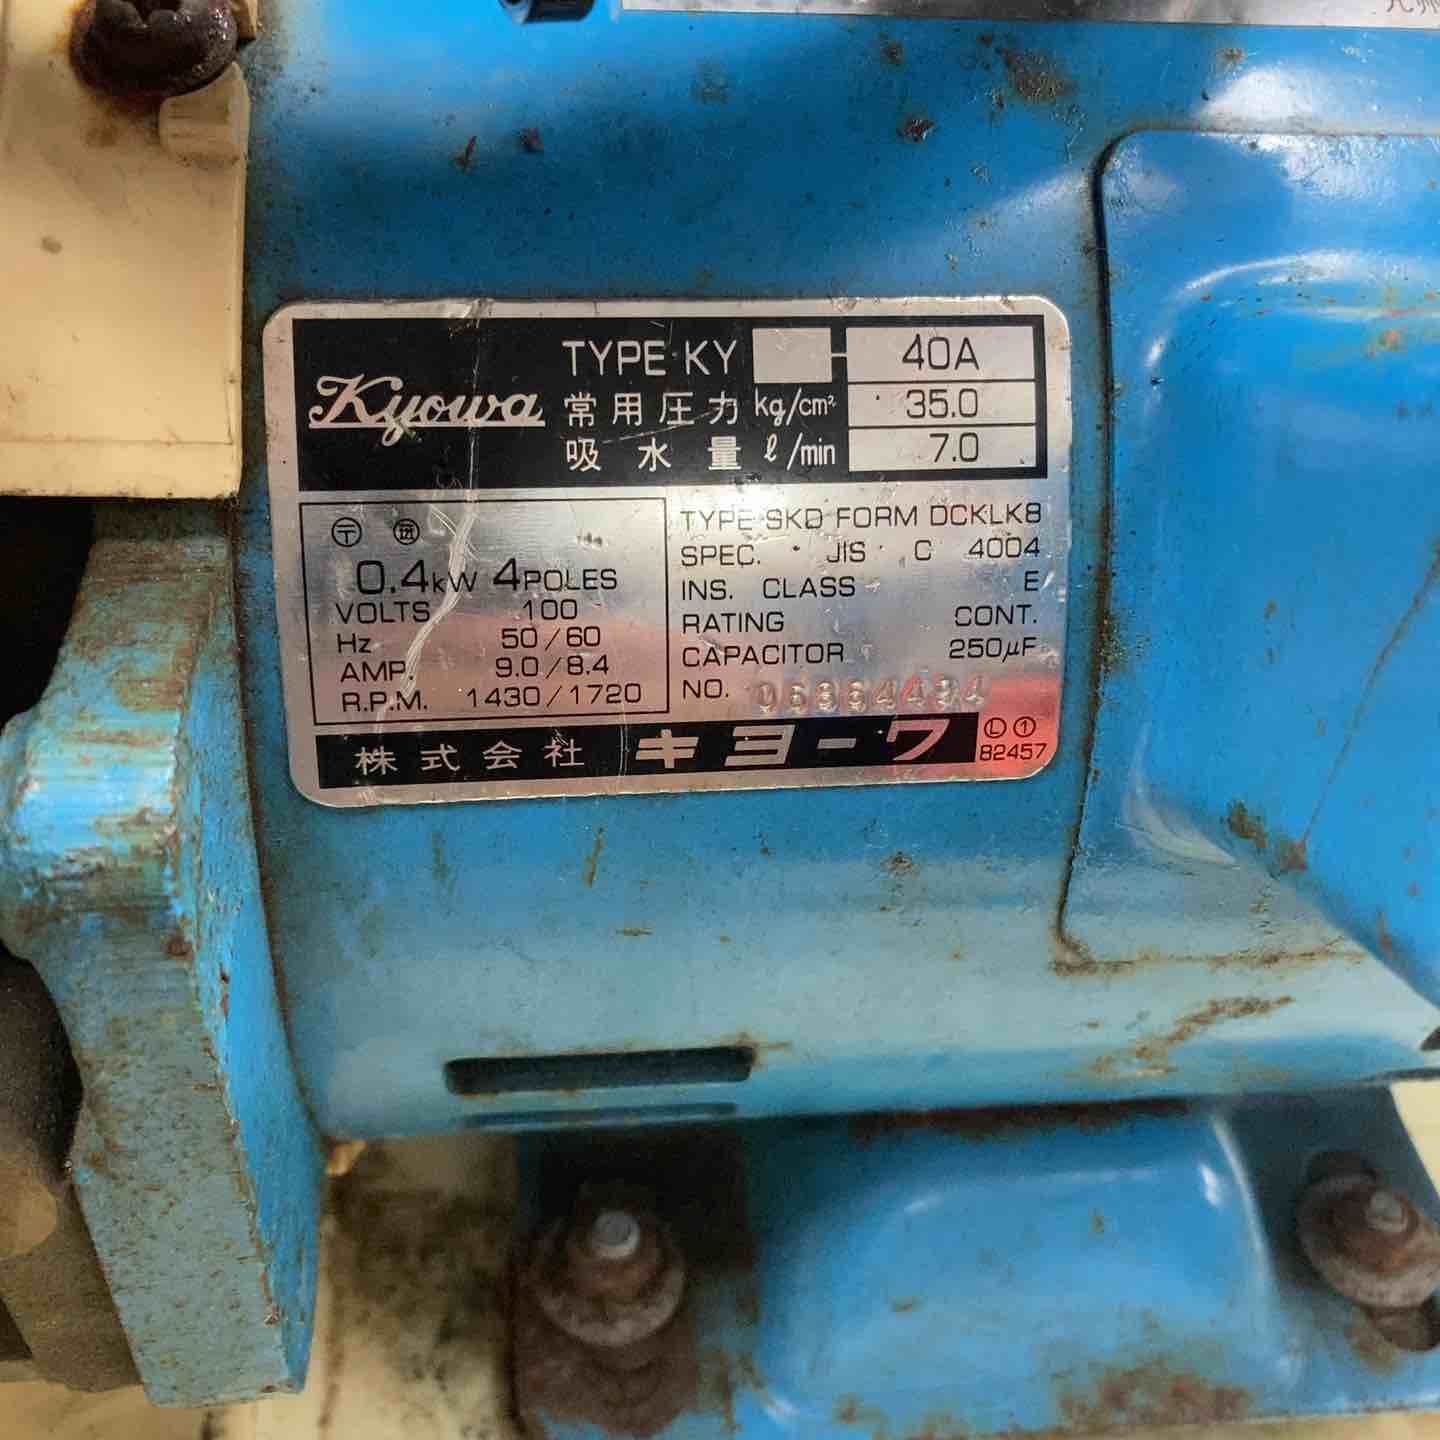 TYPE KY - 40A
Kyowa
常用圧力 kg/cm² 35.0
吸水量 ℓ/min 7.0
〒
0.4kW 4POLES
VOLTS 100
Hz 50/60
AMP. 9.0/8.4
R.P.M. 1430/1720
TYPE SKD FORM DCKLK8
SPEC. JIS C 4004
INS. CLASS E
RATING CONT.
CAPACITOR 250μF
NO.
株式会社 キョーワ
Ⓛ ①
82457